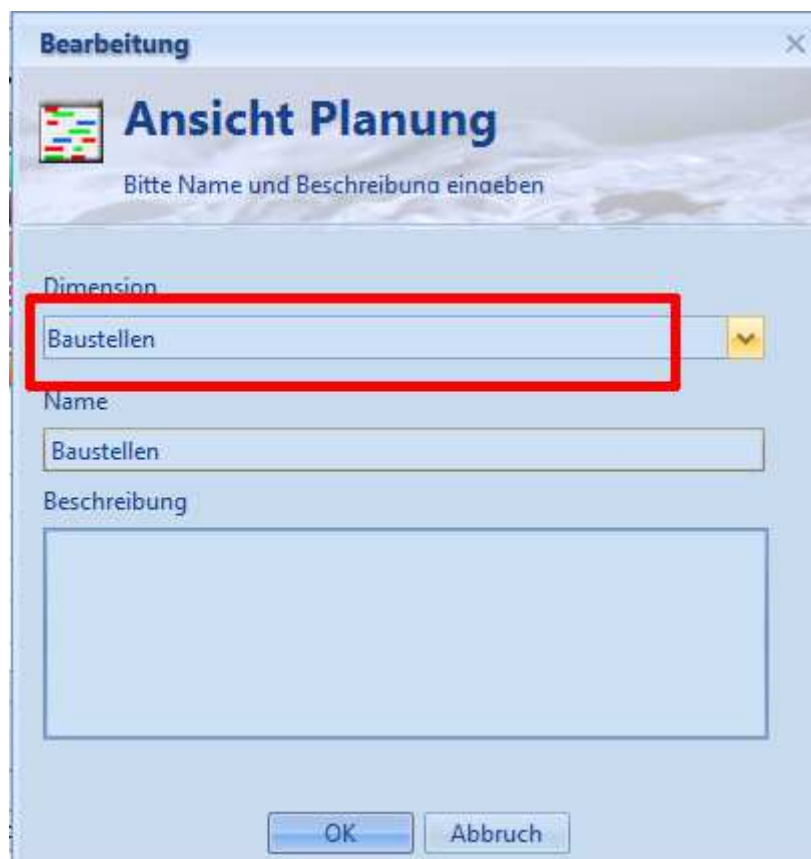 Bearbeitung
Ansicht Planung
Bitte Name und Beschreibung eingeben
Dimension
Baustellen
Name
Baustellen
Beschreibung
OK
Abbruch